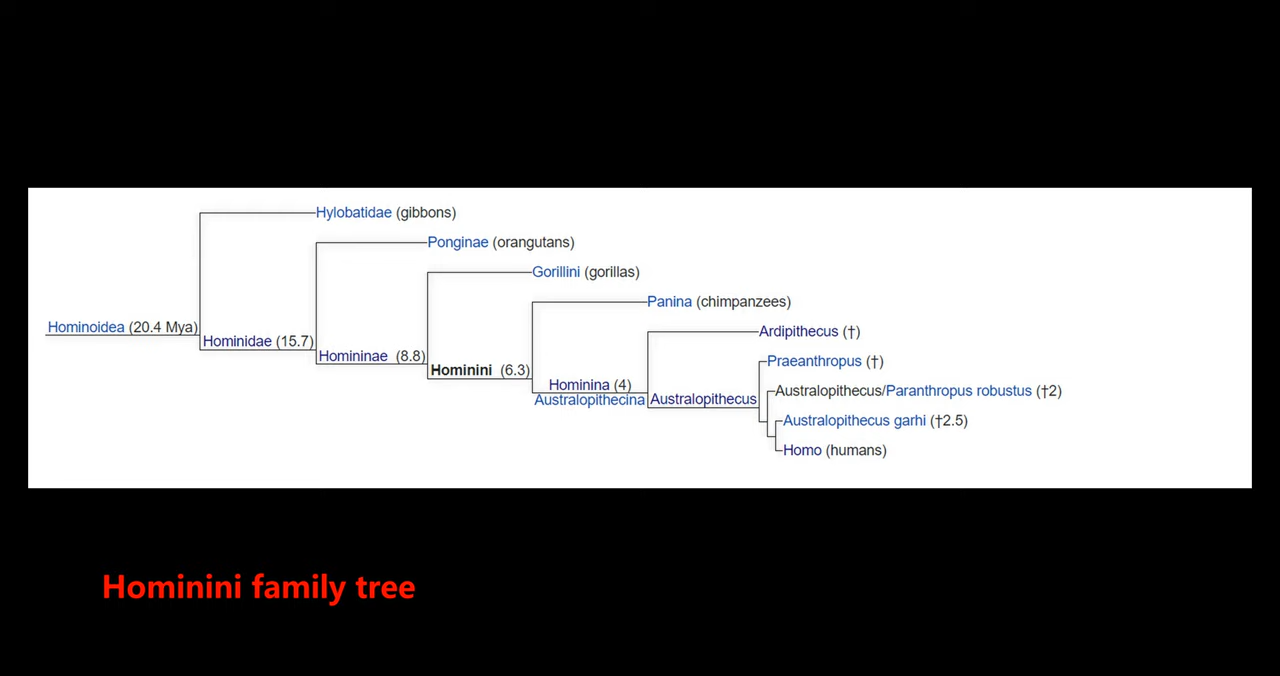 Hylobatidae (gibbons)
Ponginae (orangutans)
Gorillini (gorillas)
Panina (chimpanzees)
Hominoidea (20.4 Mya)
Ardipithecus (†)
Hominidae (15.7)
Homininae (8.8)
Praeanthropus (†)
Hominini (6.3)
Hominina (4)
Australopithecus/Paranthropus robustus (†2)
Australopithecina
Australopithecus
Australopithecus garhi (†2.5)
Homo (humans)
Hominini family tree